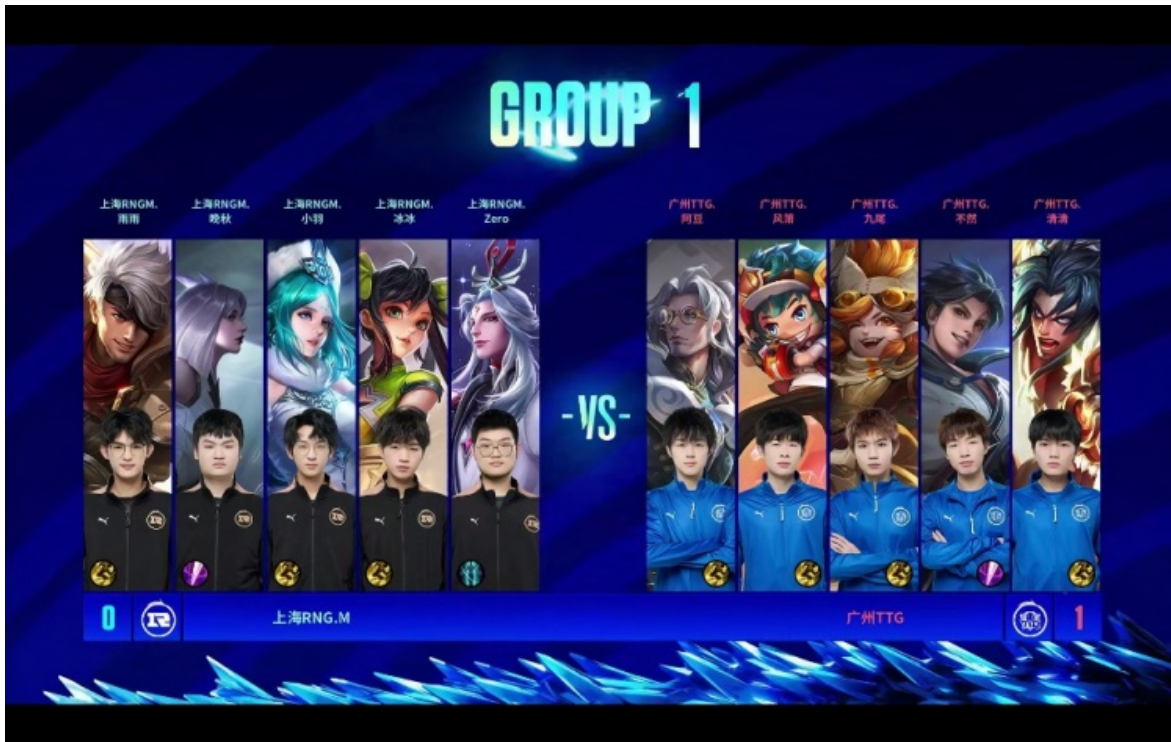 GROUP 1
上海RNGM.
雨雨
上海RNGM.
晚秋
上海RNGM.
小羽
上海RNGM.
冰冰
上海RNGM.
Zero
广州TTG.
阿豆
广州TTG.
风箫
广州TTG.
九尾
广州TTG.
不然
广州TTG.
清清
-VS-
0
上海RNG.M
广州TTG
1